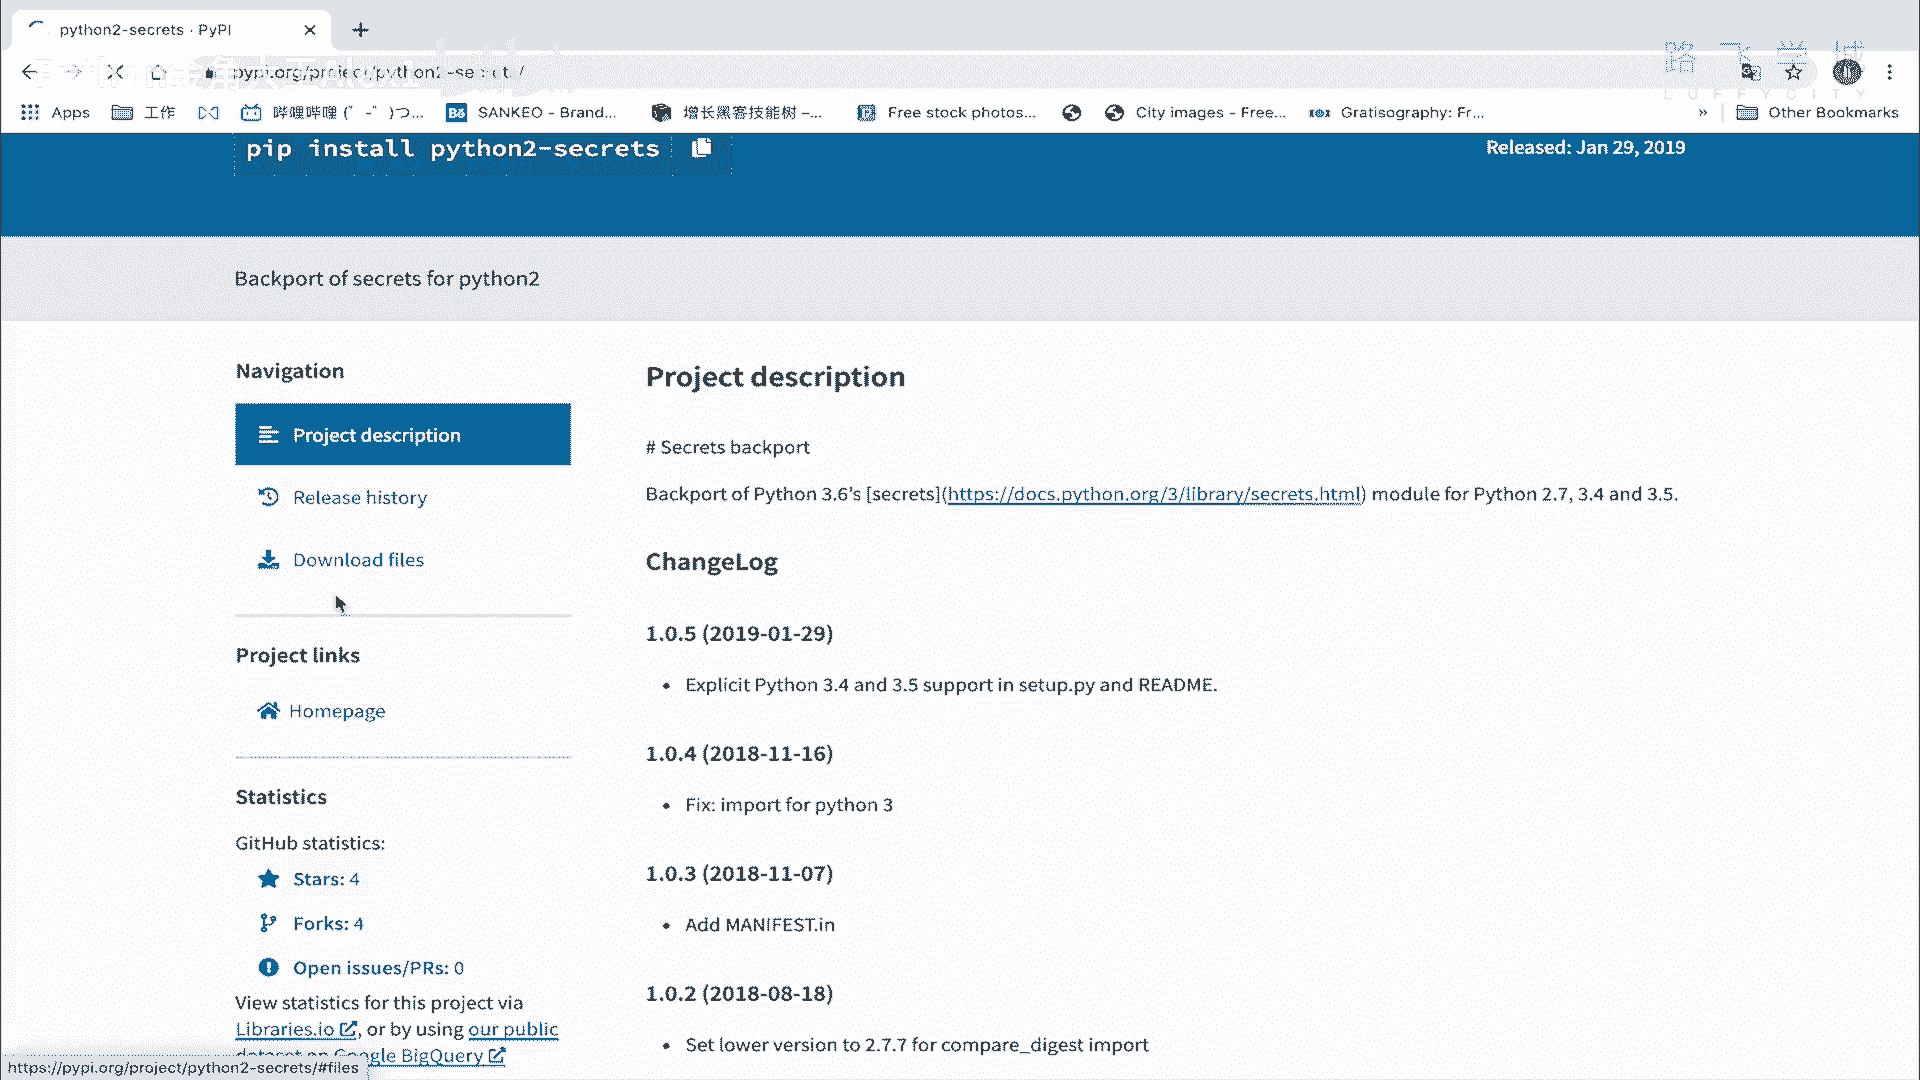 python2-secrets · PyPI
pypi.org/project/python2-secrets/
路飞学城
LUFFYCITY
Apps 工作 哔哩哔哩 (゜-゜)つ... SANKEO - Brand... 增长黑客技能树 –... Free stock photos... City images - Free... Gratisography: Fr... » Other Bookmarks
pip install python2-secrets
Released: Jan 29, 2019
Backport of secrets for python2
Navigation
Project description
Release history
Download files
Project links
Homepage
Statistics
GitHub statistics:
Stars: 4
Forks: 4
Open issues/PRs: 0
View statistics for this project via
Libraries.io, or by using our public
dataset on Google BigQuery
Project description
# Secrets backport
Backport of Python 3.6’s [secrets](https://docs.python.org/3/library/secrets.html) module for Python 2.7, 3.4 and 3.5.
ChangeLog
1.0.5 (2019-01-29)
• Explicit Python 3.4 and 3.5 support in setup.py and README.
1.0.4 (2018-11-16)
• Fix: import for python 3
1.0.3 (2018-11-07)
• Add MANIFEST.in
1.0.2 (2018-08-18)
• Set lower version to 2.7.7 for compare_digest import
https://pypi.org/project/python2-secrets/#files